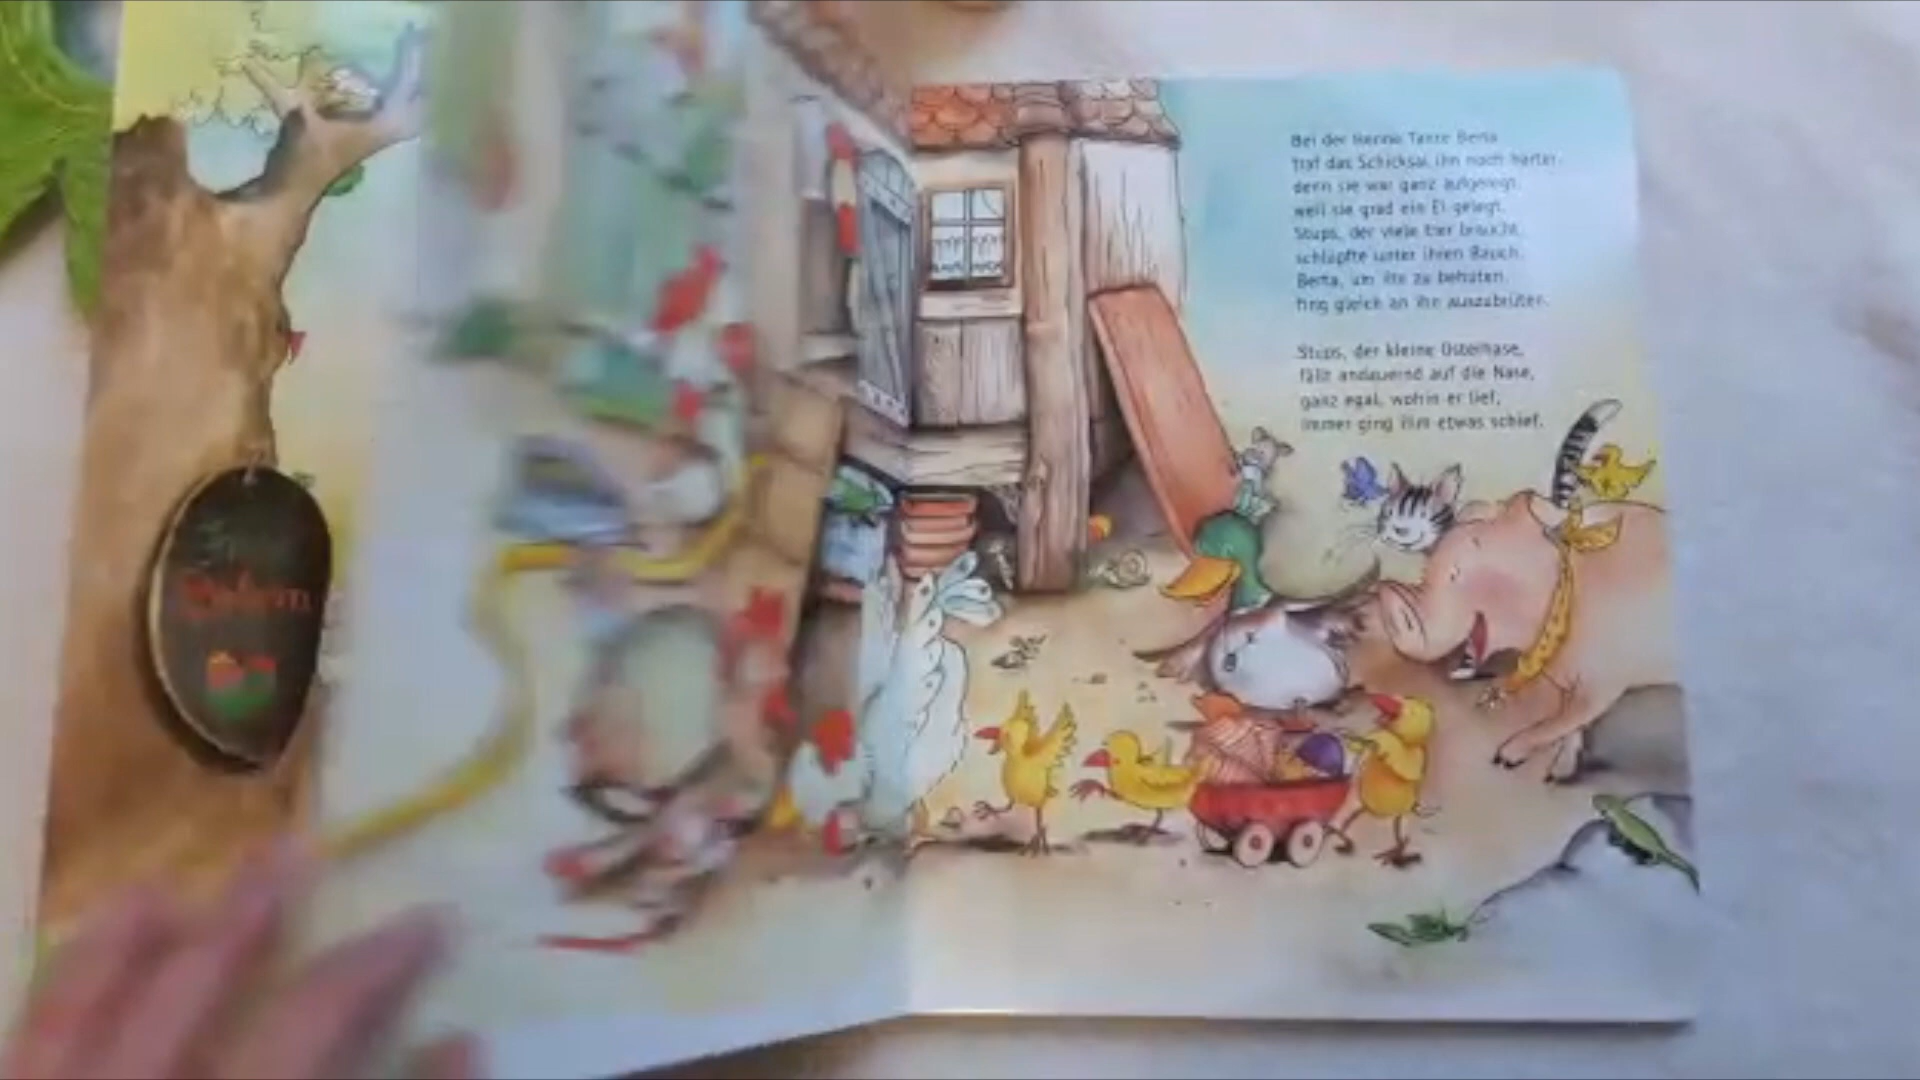 Bei der Henne Tante Berta
traf das Schicksal ihn noch härter,
denn sie war ganz aufgeregt,
weil sie grad ein Ei gelegt.
Stups, der viele Eier braucht,
schlüpfte unter ihren Bauch.
Berta, um ihn zu behüten,
fing gleich an ihn auszubrüten.
Stups, der kleine Osterhase,
fällt andauernd auf die Nase,
ganz egal, wohin er lief,
immer ging ihm etwas schief.